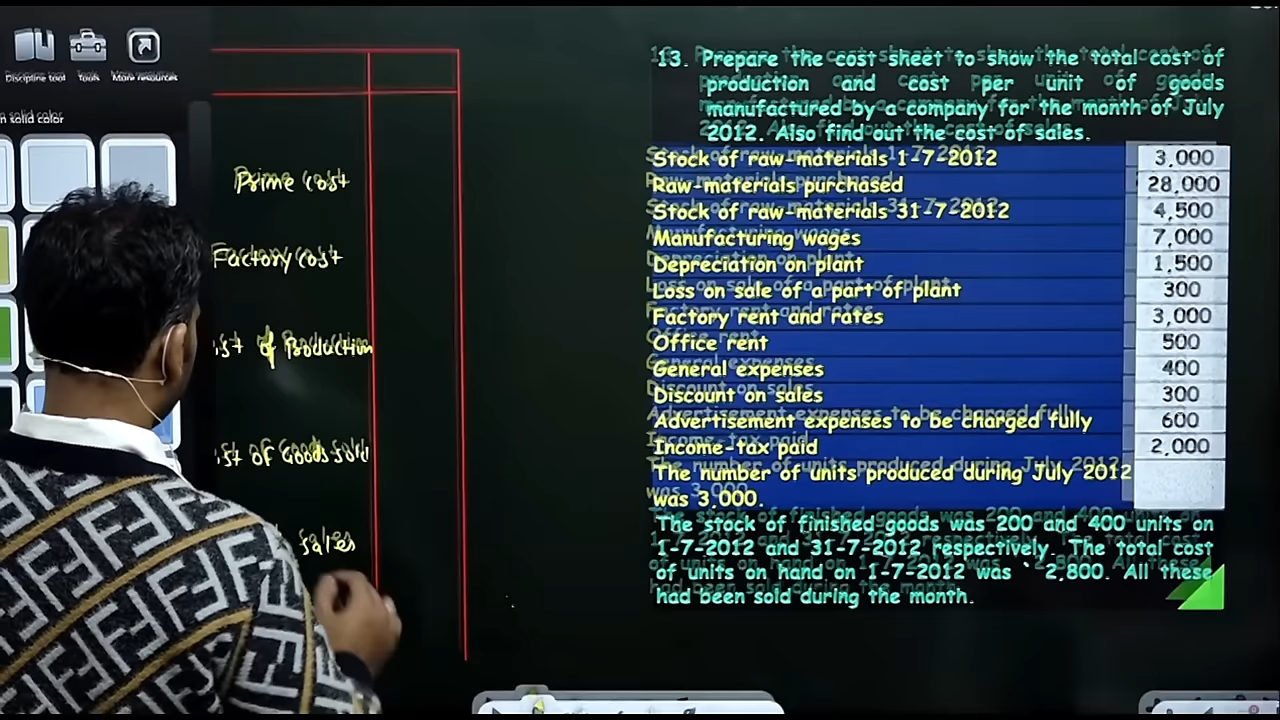 Discipline tool Tools More resources
n solid color
Prime Cost
Factory Cost
st of Production
st of Goods Sold
Sales
13. Prepare the cost sheet to show the total cost of
production and cost per unit of goods
manufactured by a company for the month of July
2012. Also find out the cost of sales.
Stock of raw-materials 1-7-2012 3,000
Raw-materials purchased 28,000
Stock of raw-materials 31-7-2012 4,500
Manufacturing wages 7,000
Depreciation on plant 1,500
Loss on sale of a part of plant 300
Factory rent and rates 3,000
Office rent 500
General expenses 400
Discount on sales 300
Advertisement expenses to be charged fully 600
Income-tax paid 2,000
The number of units produced during July 2012
was 3,000.
The stock of finished goods was 200 and 400 units on
1-7-2012 and 31-7-2012 respectively. The total cost
of units on hand on 1-7-2012 was ` 2,800. All these
had been sold during the month.